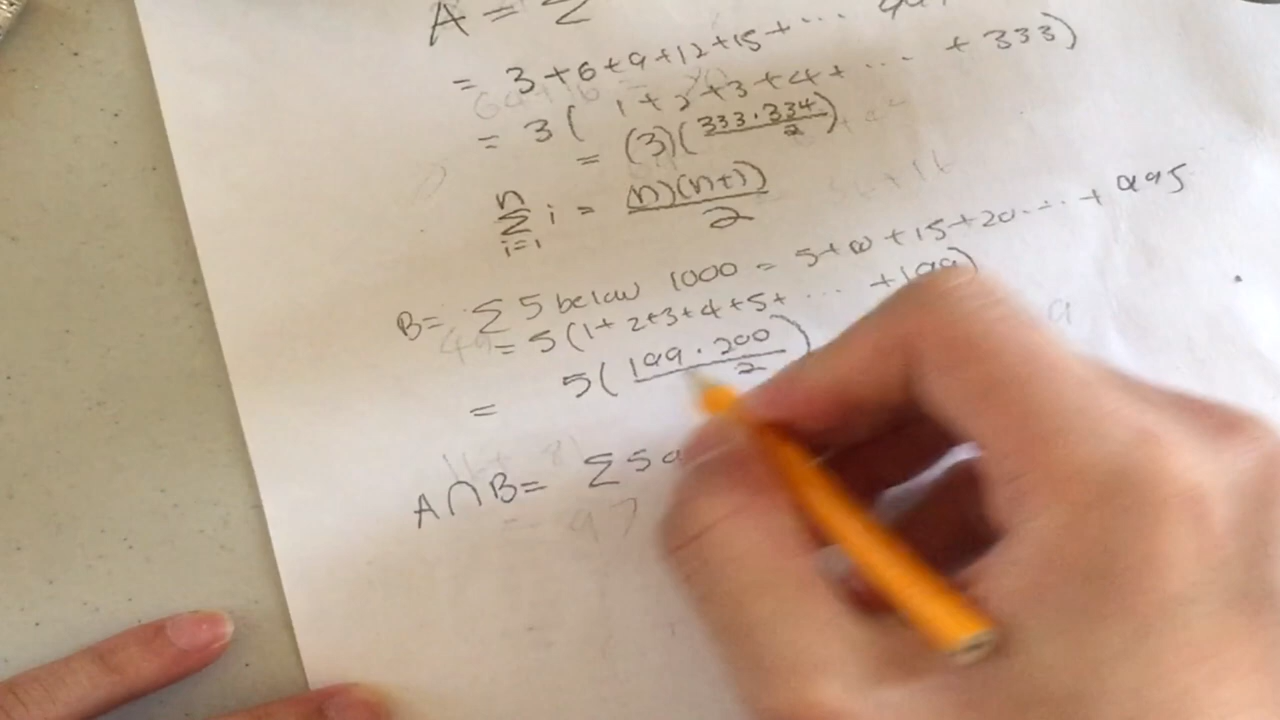 A = Σ
= 3+6+9+12+15+...
= 3( 1+2+3+4+ ... + 333)
= (3)(333·334/2)
n Σ i=1 i = (n)(n+1)/2
B= Σ 5 below 1000 = 5+10+15+20...+ 995
= 5(1+2+3+4+5+ ... +199)
= 5(199·200/2)
A∩B= Σ 5